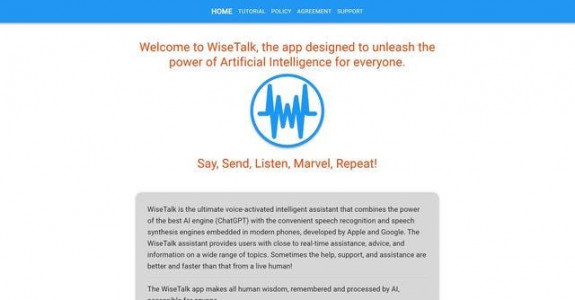 HOME TUTORIAL POLICY AGREEMENT SUPPORT
Welcome to WiseTalk, the app designed to unleash the
power of Artificial Intelligence for everyone.
Say, Send, Listen, Marvel, Repeat!
WiseTalk is the ultimate voice-activated intelligent assistant that combines the power
of the best AI engine (ChatGPT) with the convenient speech recognition and speech
synthesis engines embedded in modern phones, developed by Apple and Google. The
WiseTalk assistant provides users with close to real-time assistance, advice, and
information on a wide range of topics. Sometimes the help, support, and assistance are
better and faster than that from a live human!
The WiseTalk app makes all human wisdom, remembered and processed by AI,